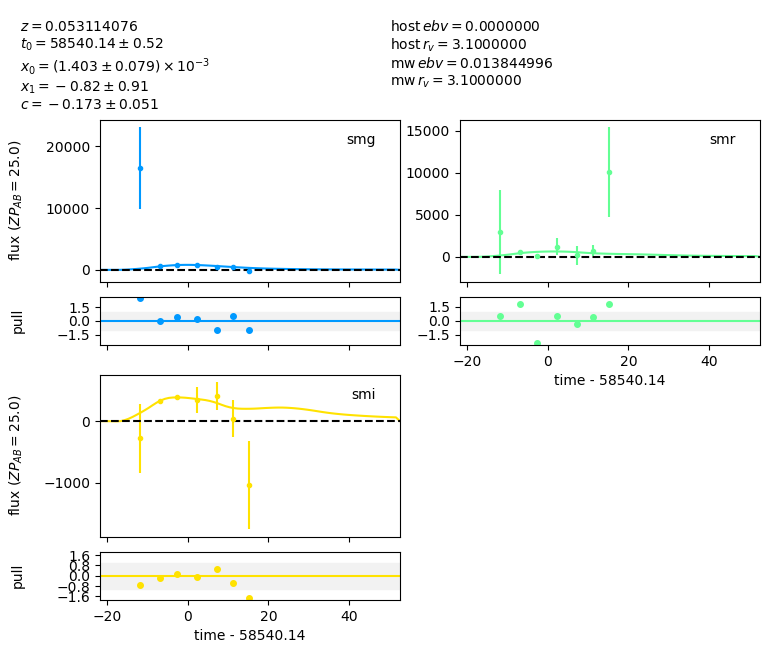 z = 0.053114076
t₀ = 58540.14 ± 0.52
x₀ = (1.403 ± 0.079) × 10⁻³
x₁ = −0.82 ± 0.91
c = −0.173 ± 0.051
host ebv = 0.0000000
host r_v = 3.1000000
mw ebv = 0.013844996
mw r_v = 3.1000000
flux (ZP_AB = 25.0)
20000
10000
0
smg
15000
10000
5000
0
smr
pull
1.5
0.0
−1.5
1.5
0.0
−1.5
−20
0
20
40
time - 58540.14
flux (ZP_AB = 25.0)
0
−1000
smi
pull
1.6
0.8
0.0
−0.8
−1.6
−20
0
20
40
time - 58540.14